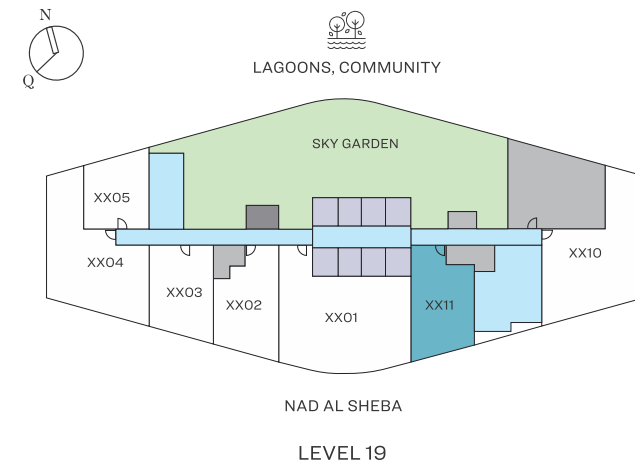 N
Q
LAGOONS, COMMUNITY
SKY GARDEN
XX05
XX04
XX10
XX03
XX02
XX01
XX11
NAD AL SHEBA
LEVEL 19